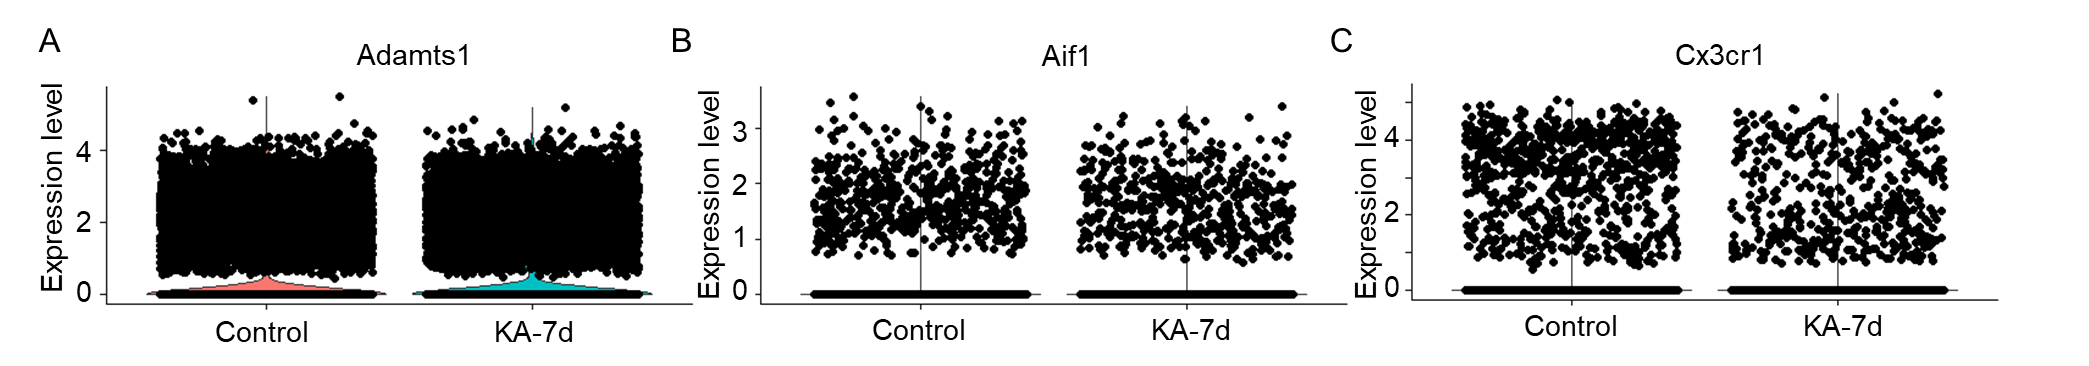 A
Adamts1
Expression level
4
2
0
Control
KA-7d
B
Aif1
Expression level
3
2
1
0
Control
KA-7d
C
Cx3cr1
Expression level
4
2
0
Control
KA-7d